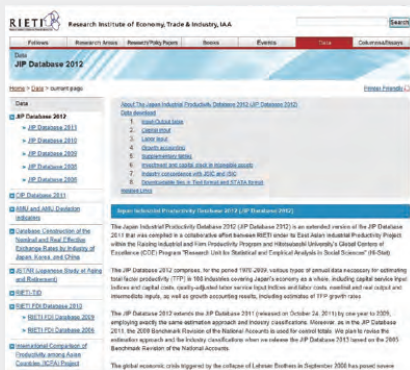 RIETI Research Institute of Economy, Trade & Industry, IAA
Search
Fellows Research Areas Research/Policy Papers Events Data Columns/Essays
Data
JIP Database 2012
Home > Data > current page
Printer Friendly
Data
JIP Database 2012
JIP Database 2011
JIP Database 2010
JIP Database 2009
JIP Database 2008
JIP Database 2006
CIP Database 2011
AMU and AMU Deviation
Indicators
Database Construction of the
Nominal and Real Effective
Exchange Rates by Industry of
Japan, Korea, and China
JSTAR (Japanese Study of Aging
and Retirement)
RIETI-TID
RIETI FDI Database 2010
RIETI FDI Database 2009
RIETI FDI Database 2006
International Comparison of
Productivity among Asian
Countries (ICPA) Project
About The Japan Industrial Productivity Database 2012 (JIP Database 2012)
Data download
1. Input-Output table
2. Capital input
3. Labor input
4. Growth accounting
5. Supplementary tables
6. Investment and capital stock in intangible assets
7. Industry concordance with JSIC and ISIC
8. Downloadable files in Text format and STATA format
Related Links
Japan Industrial Productivity Database 2012 (JIP Database 2012)
The Japan Industrial Productivity Database 2012 (JIP Database 2012) is an extended version of the JIP Database
2011 that was compiled in a collaborative effort between RIETI under its East Asian Industrial Productivity Project
within the Raising Industrial and Firm Productivity Program and Hitotsubashi University's Global Centers of
Excellence (COE) Program "Research Unit for Statistical and Empirical Analysis in Social Sciences" (Hi-Stat)
The JIP Database 2012 comprises, for the period 1970-2009, various types of annual data necessary for estimating
total factor productivity (TFP) in 108 industries covering Japan's economy as a whole, including capital service input
indices and capital costs, quality-adjusted labor service input indices and labor costs, nominal and real output and
intermediate inputs, as well as growth accounting results, including estimates of TFP growth rates
The JIP Database 2012 extends the JIP Database 2011 (released on October 24, 2011) by one year to 2009,
employing exactly the same estimation approach and industry classifications. Moreover, as in the JIP Database
2011, the 2000 Benchmark Revision of the National Accounts is used for control totals. We plan to revise the
estimation approach and the industry classifications when we release the JIP Database 2013 based on the 2005
Benchmark Revision of the National Accounts.
The global economic crisis triggered by the collapse of Lehman Brothers in September 2008 has posed severe